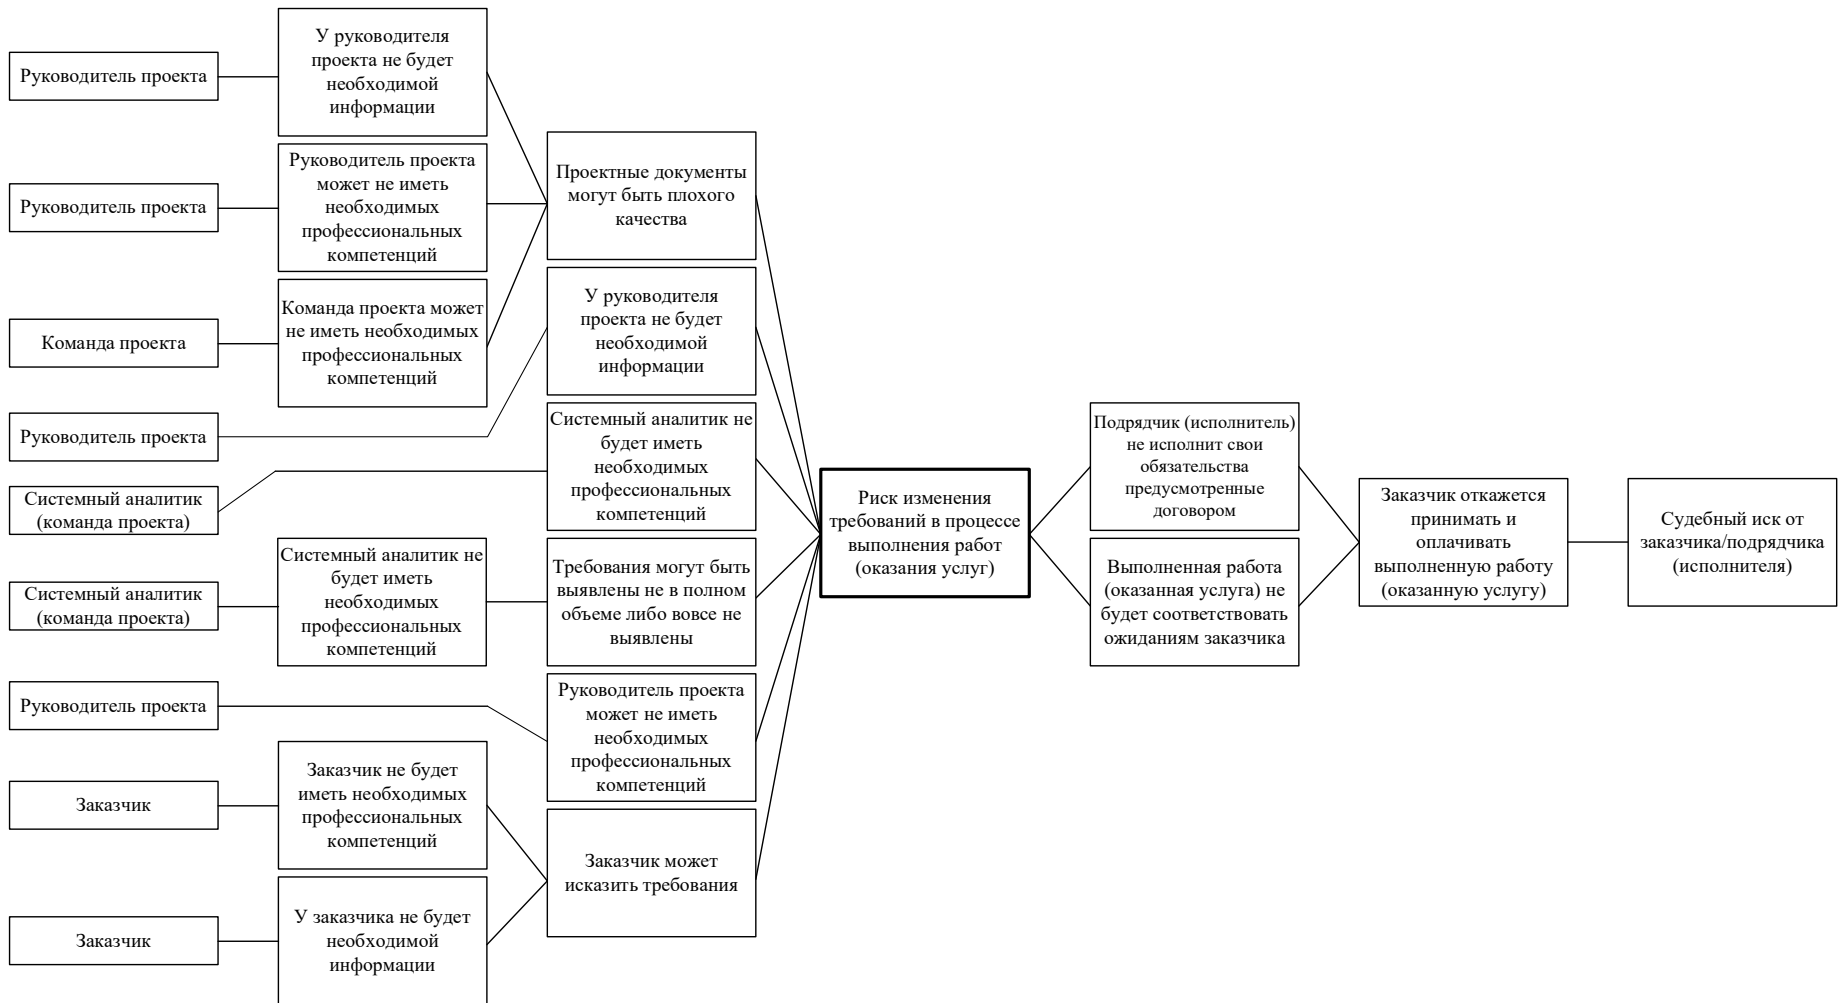 Руководитель проекта
У руководителя
проекта не будет
необходимой
информации
Руководитель проекта
Руководитель проекта
может не иметь
необходимых
профессиональных
компетенций
Команда проекта
Команда проекта может
не иметь необходимых
профессиональных
компетенций
Проектные документы
могут быть плохого
качества
Руководитель проекта
У руководителя
проекта не будет
необходимой
информации
Системный аналитик
(команда проекта)
Системный аналитик не
будет иметь
необходимых
профессиональных
компетенций
Системный аналитик
(команда проекта)
Системный аналитик не
будет иметь
необходимых
профессиональных
компетенций
Требования могут быть
выявлены не в полном
объеме либо вовсе не
выявлены
Руководитель проекта
Руководитель проекта
может не иметь
необходимых
профессиональных
компетенций
Заказчик
Заказчик не будет
иметь необходимых
профессиональных
компетенций
Заказчик
У заказчика не будет
необходимой
информации
Заказчик может
исказить требования
Риск изменения
требований в процессе
выполнения работ
(оказания услуг)
Подрядчик (исполнитель)
не исполнит свои
обязательства
предусмотренные
договором
Выполненная работа
(оказанная услуга) не
будет соответствовать
ожиданиям заказчика
Заказчик откажется
принимать и
оплачивать
выполненную работу
(оказанную услугу)
Судебный иск от
заказчика/подрядчика
(исполнителя)